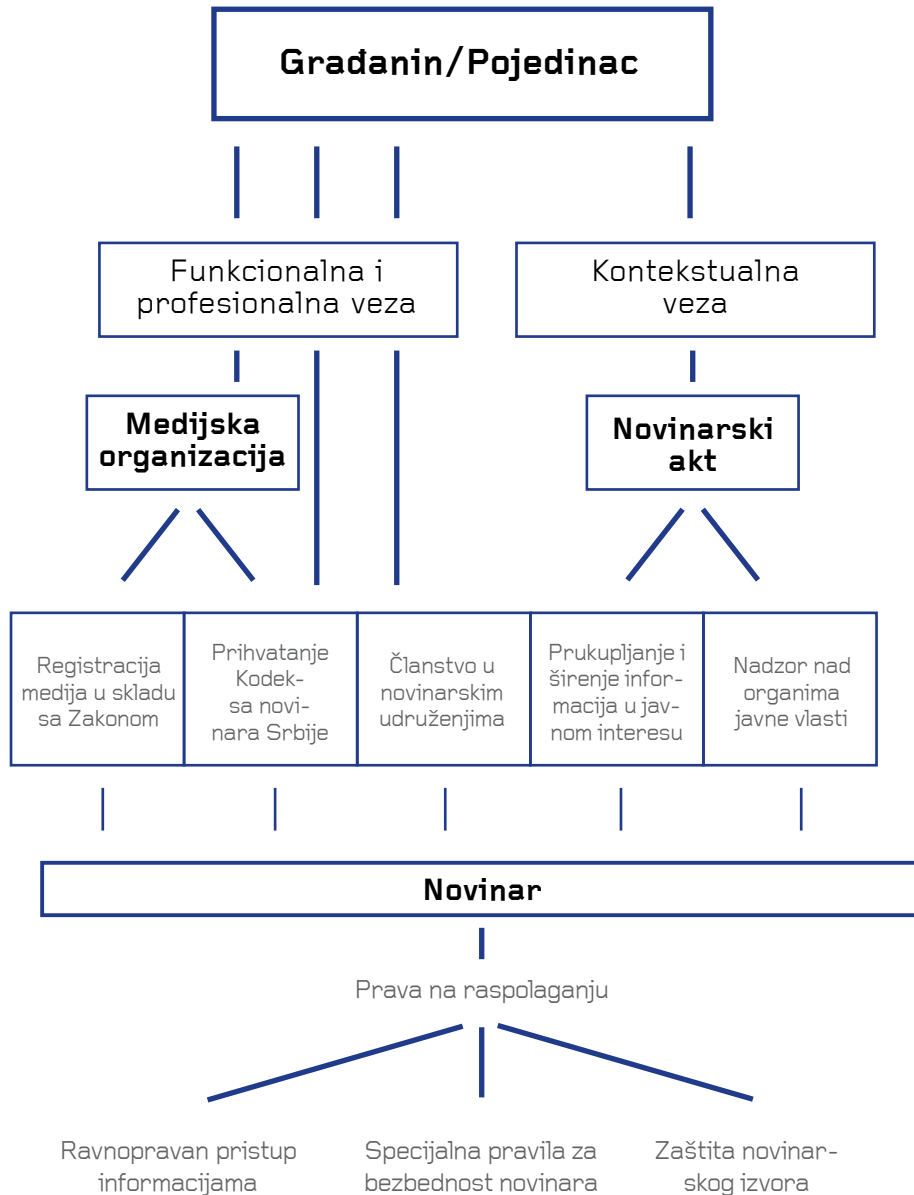 Građanin/Pojedinac
Funkcionalna i
profesionalna veza
Kontekstualna
veza
Medijska
organizacija
Novinarski
akt
Registracija
medija u skladu
sa Zakonom
Prihvatanje
Kodek-
sa novi-
nara Srbije
Članstvo u
novinarskim
udruženjima
Prukupljanje i
širenje infor-
macija u jav-
nom interesu
Nadzor nad
organima
javne vlasti
Novinar
Prava na raspolaganju
Ravnopravan pristup
informacijama
Specijalna pravila za
bezbednost novinara
Zaštita novinar-
skog izvora